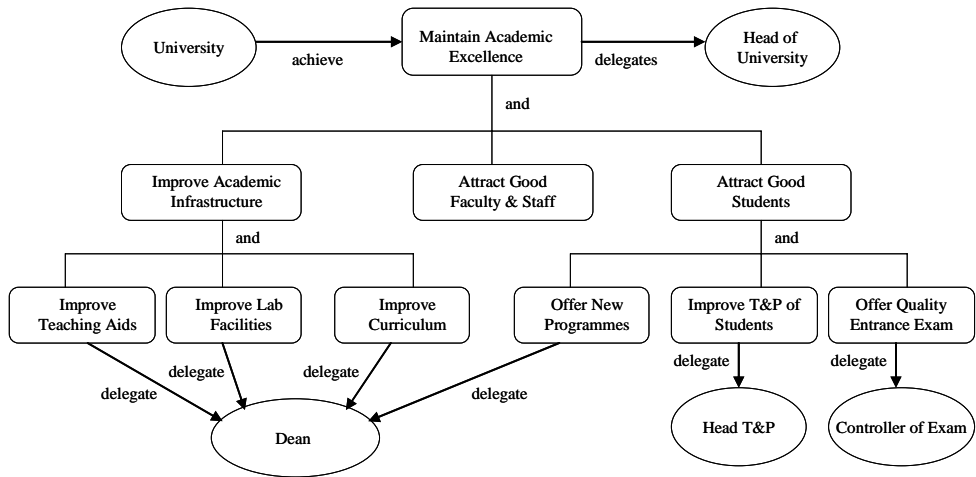 University
achieve
Maintain Academic
Excellence
delegates
Head of
University
and
Improve Academic
Infrastructure
Attract Good
Faculty & Staff
Attract Good
Students
and
and
Improve
Teaching Aids
Improve Lab
Facilities
Improve
Curriculum
Offer New
Programmes
Improve T&P of
Students
Offer Quality
Entrance Exam
delegate
delegate
delegate
delegate
delegate
delegate
Dean
Head T&P
Controller of Exam